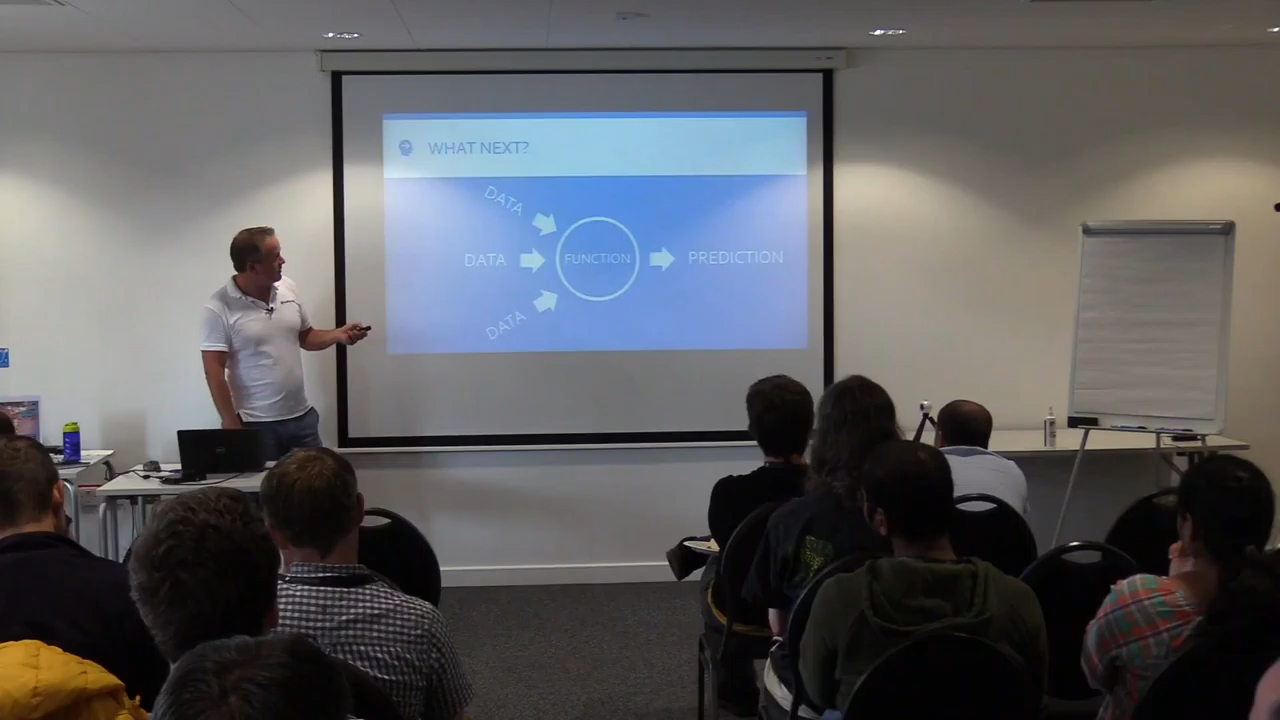 WHAT NEXT?
DATA
DATA
DATA
FUNCTION
PREDICTION